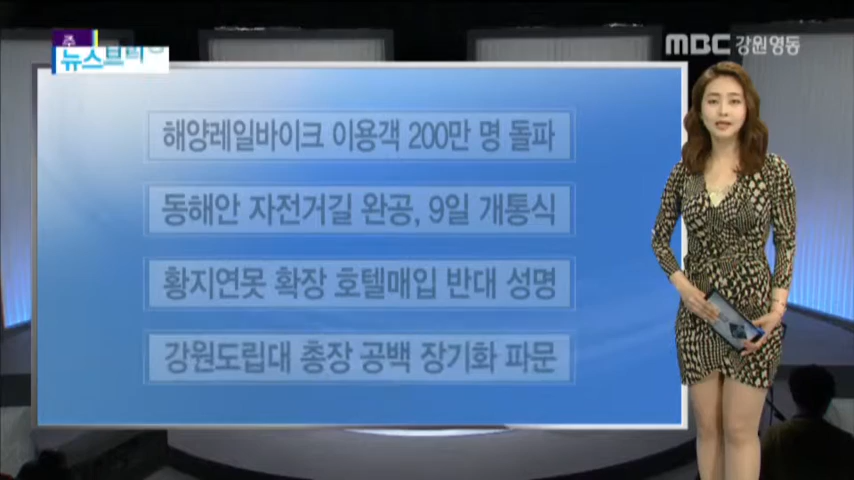 주
뉴스브리
MBC 강원영동
해양레일바이크 이용객 200만 명 돌파
동해안 자전거길 완공, 9일 개통식
황지연못 확장 호텔매입 반대 성명
강원도립대 총장 공백 장기화 파문